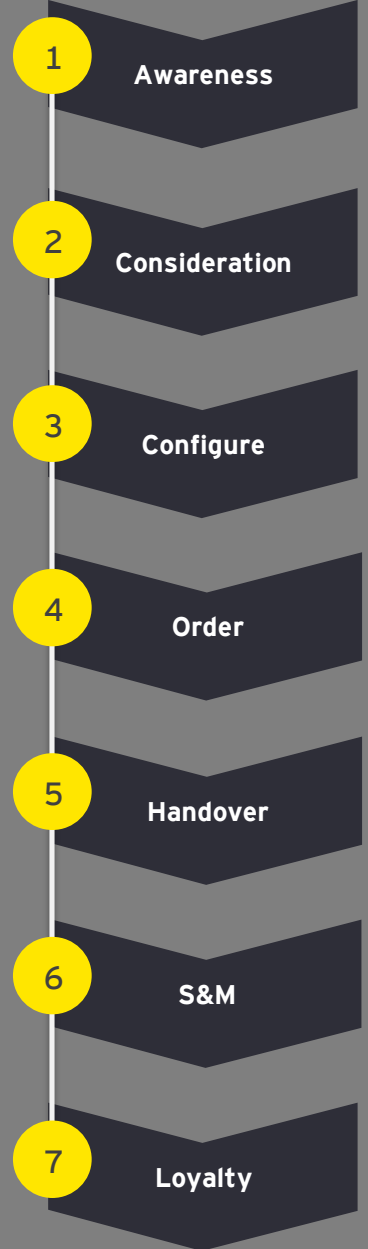 1
Awareness
2
Consideration
3
Configure
4
Order
5
Handover
6
S&M
7
Loyalty